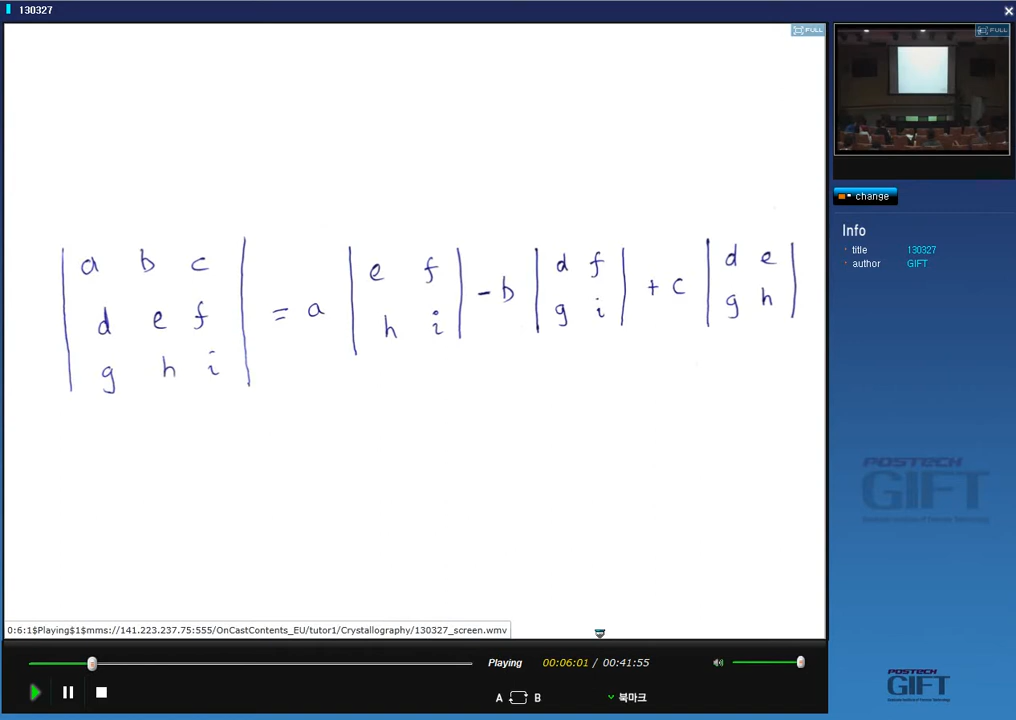 130327
FULL
FULL
change
Info
title 130327
author GIFT
a b c
d e f
g h i
= a
e f
h i
- b
d f
g i
+ c
d e
g h
POSTECH
GIFT
0:6:1$Playing$1$mms://141.223.237.75:555/OnCastContents_EU/tutor1/Crystallography/130327_screen.wmv
Playing 00:06:01 / 00:41:55
A B 북마크
POSTECH
GIFT